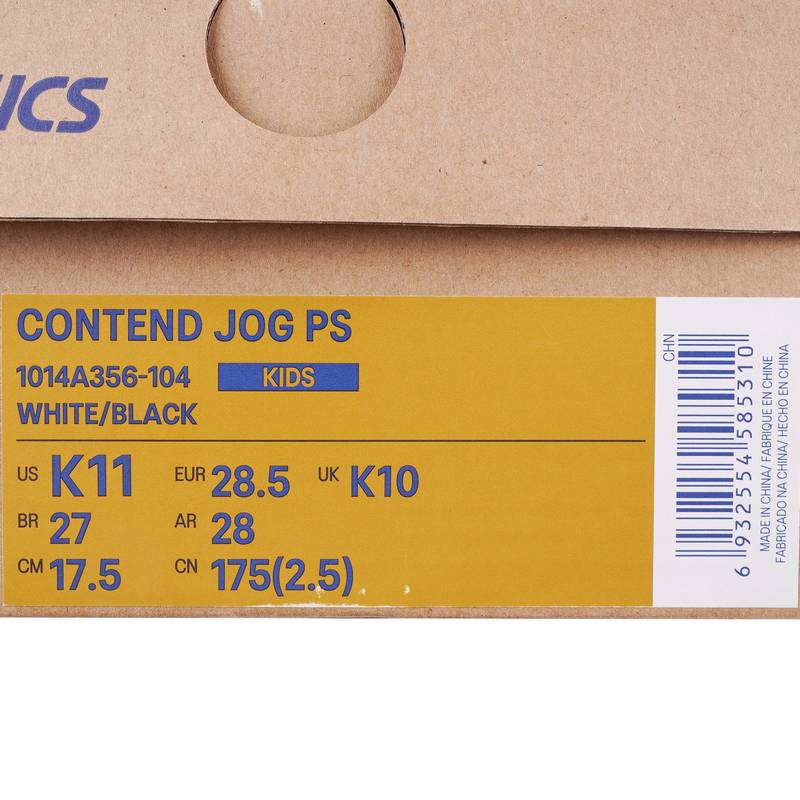 ICS
CONTEND JOG PS
1014A356-104 KIDS
WHITE/BLACK
US K11 EUR 28.5 UK K10
BR 27 AR 28
CM 17.5 CN 175(2.5)
CHN
6 932554 585310
MADE IN CHINA/ FABRIQUE EN CHINE
FABRICADO NA CHINA/ HECHO EN CHINA